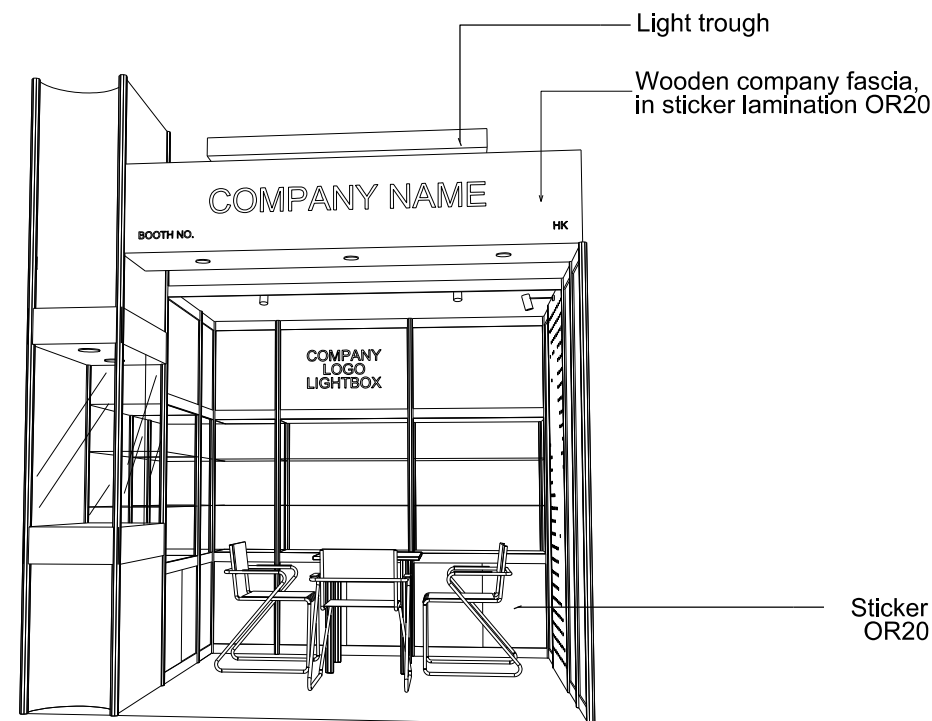 Light trough
Wooden company fascia,
in sticker lamination OR20
COMPANY NAME
BOOTH NO.
HK
COMPANY
LOGO
LIGHTBOX
Sticker
OR20